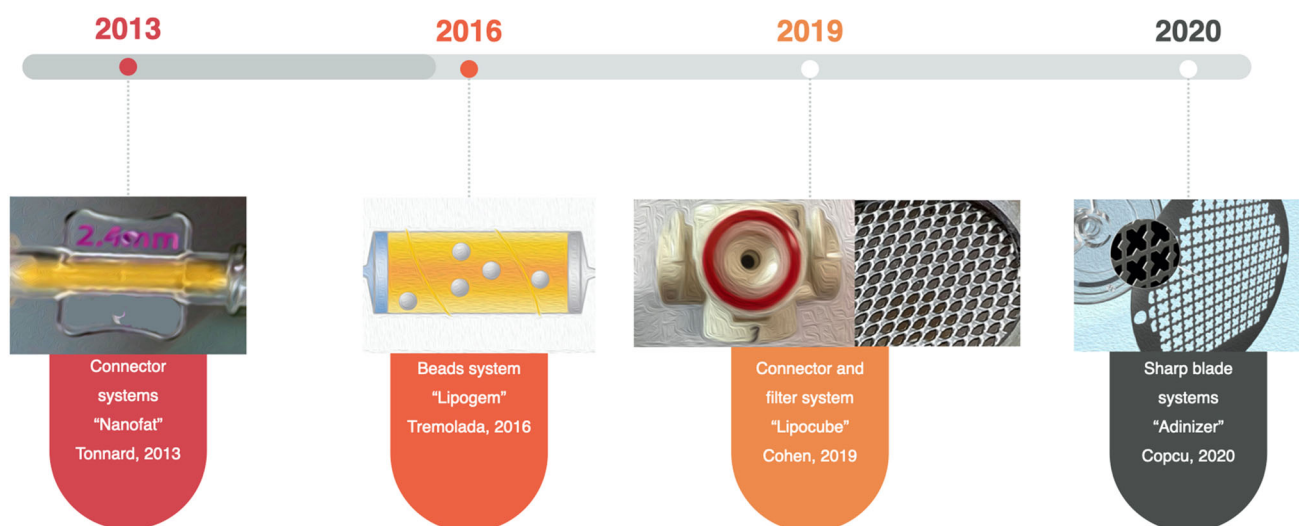 2013
2016
2019
2020
2.4mm
Connector
systems
“Nanofat”
Tonnard, 2013
Beads system
“Lipogem”
Tremolada, 2016
Connector and
filter system
“Lipocube”
Cohen, 2019
Sharp blade
systems
“Adinizer”
Copcu, 2020